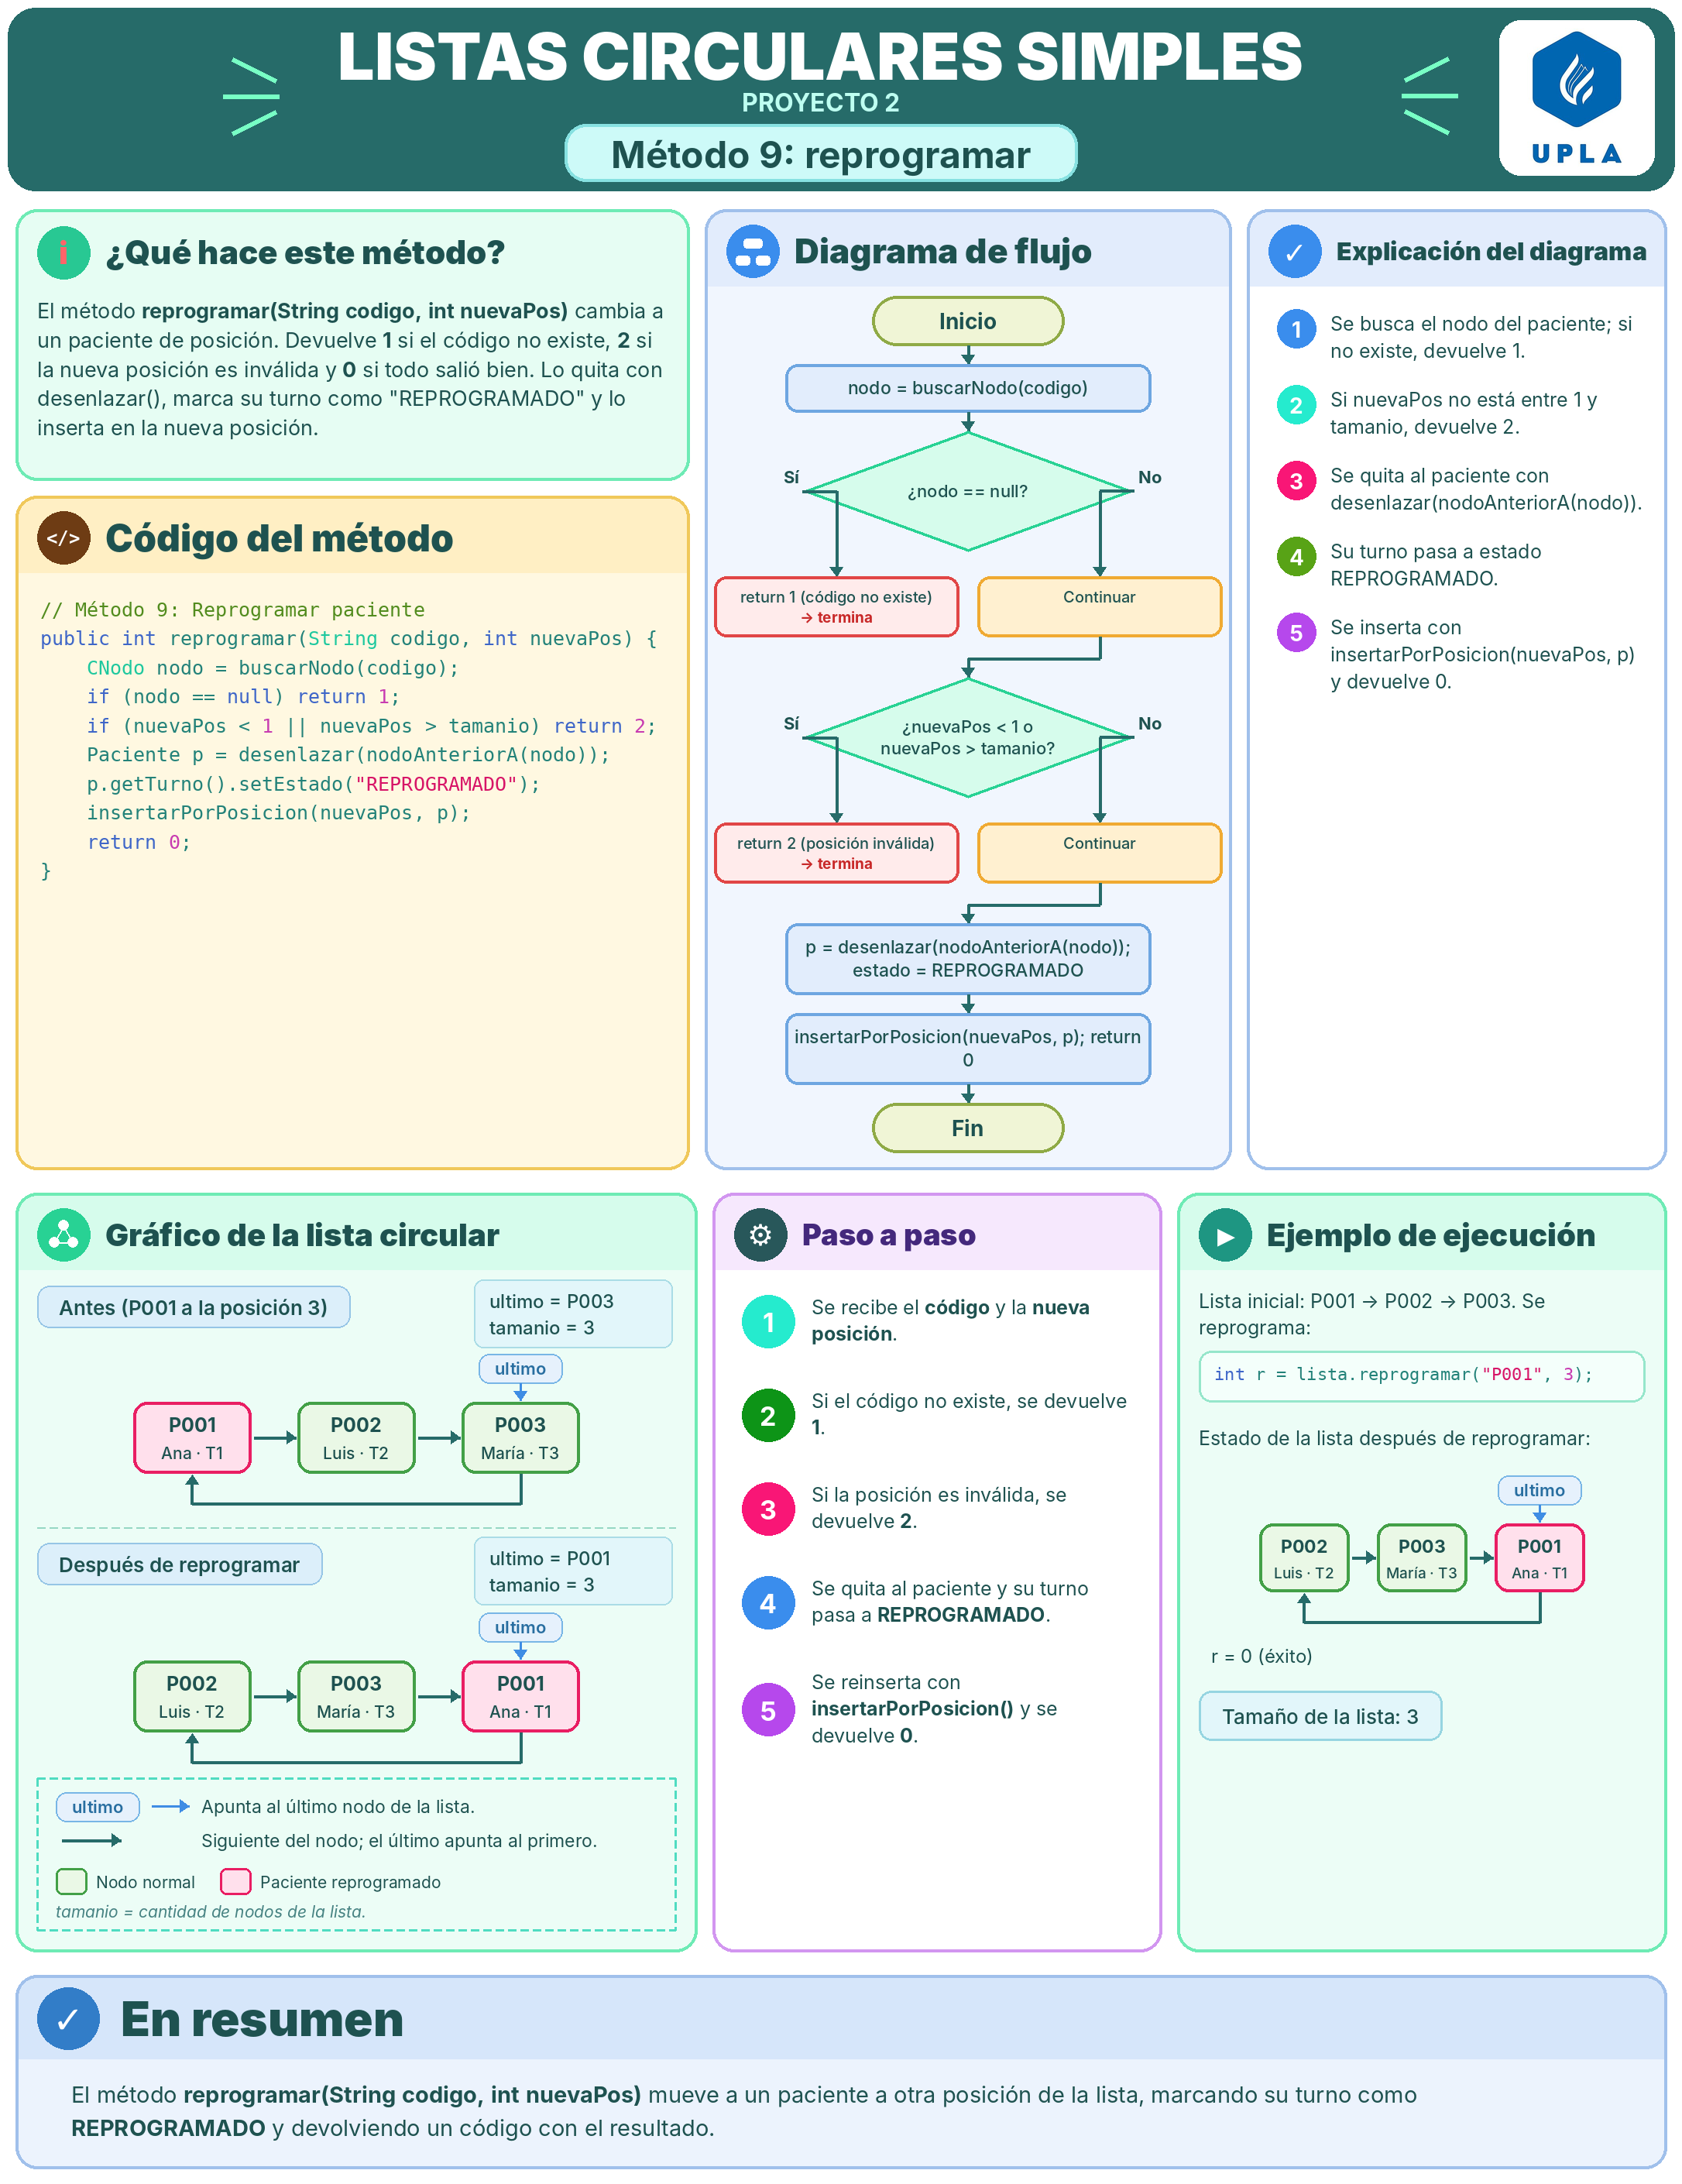 LISTAS CIRCULARES SIMPLES
PROYECTO 2
Método 9: reprogramar
UPLA
¿Qué hace este método?
El método reprogramar(String codigo, int nuevaPos) cambia a
un paciente de posición. Devuelve 1 si el código no existe, 2 si
la nueva posición es inválida y 0 si todo salió bien. Lo quita con
desenlazar(), marca su turno como "REPROGRAMADO" y lo
inserta en la nueva posición.
</> Código del método
// Método 9: Reprogramar paciente
public int reprogramar(String codigo, int nuevaPos) {
    CNodo nodo = buscarNodo(codigo);
    if (nodo == null) return 1;
    if (nuevaPos < 1 || nuevaPos > tamanio) return 2;
    Paciente p = desenlazar(nodoAnteriorA(nodo));
    p.getTurno().setEstado("REPROGRAMADO");
    insertarPorPosicion(nuevaPos, p);
    return 0;
}
Diagrama de flujo
Inicio
nodo = buscarNodo(codigo)
¿nodo == null?
Sí
No
return 1 (código no existe)
→ termina
Continuar
¿nuevaPos < 1 o
nuevaPos > tamanio?
Sí
No
return 2 (posición inválida)
→ termina
Continuar
p = desenlazar(nodoAnteriorA(nodo));
estado = REPROGRAMADO
insertarPorPosicion(nuevaPos, p); return
0
Fin
✓ Explicación del diagrama
1 Se busca el nodo del paciente; si
no existe, devuelve 1.
2 Si nuevaPos no está entre 1 y
tamanio, devuelve 2.
3 Se quita al paciente con
desenlazar(nodoAnteriorA(nodo)).
4 Su turno pasa a estado
REPROGRAMADO.
5 Se inserta con
insertarPorPosicion(nuevaPos, p)
y devuelve 0.
Gráfico de la lista circular
Antes (P001 a la posición 3)
ultimo = P003
tamanio = 3
ultimo
P001
Ana · T1
P002
Luis · T2
P003
María · T3
Después de reprogramar
ultimo = P001
tamanio = 3
ultimo
P002
Luis · T2
P003
María · T3
P001
Ana · T1
ultimo Apunta al último nodo de la lista.
Siguiente del nodo; el último apunta al primero.
Nodo normal Paciente reprogramado
tamanio = cantidad de nodos de la lista.
Paso a paso
1 Se recibe el código y la nueva
posición.
2 Si el código no existe, se devuelve
1.
3 Si la posición es inválida, se
devuelve 2.
4 Se quita al paciente y su turno
pasa a REPROGRAMADO.
5 Se reinserta con
insertarPorPosicion() y se
devuelve 0.
Ejemplo de ejecución
Lista inicial: P001 → P002 → P003. Se
reprograma:
int r = lista.reprogramar("P001", 3);
Estado de la lista después de reprogramar:
ultimo
P002
Luis · T2
P003
María · T3
P001
Ana · T1
r = 0 (éxito)
Tamaño de la lista: 3
✓ En resumen
El método reprogramar(String codigo, int nuevaPos) mueve a un paciente a otra posición de la lista, marcando su turno como
REPROGRAMADO y devolviendo un código con el resultado.